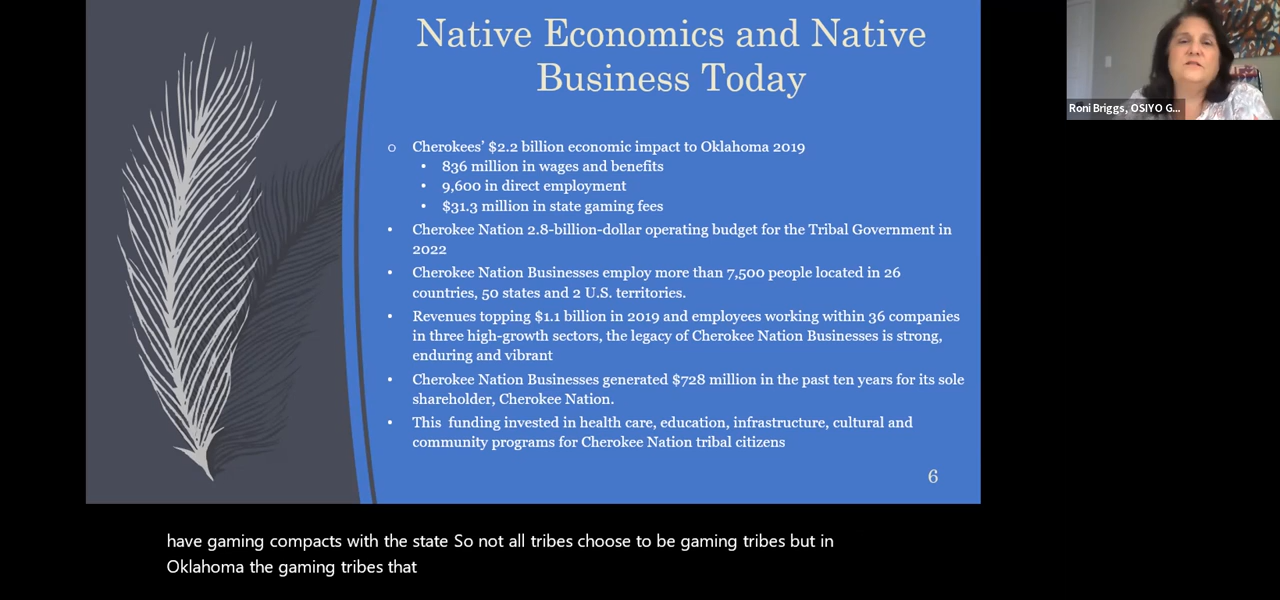 Native Economics and Native
Business Today
Roni Briggs, OSIYO G...
Cherokees' $2.2 billion economic impact to Oklahoma 2019
836 million in wages and benefits
9,600 in direct employment
$31.3 million in state gaming fees
Cherokee Nation 2.8-billion-dollar operating budget for the Tribal Government in
2022
Cherokee Nation Businesses employ more than 7,500 people located in 26
countries, 50 states and 2 U.S. territories.
Revenues topping $1.1 billion in 2019 and employees working within 36 companies
in three high-growth sectors, the legacy of Cherokee Nation Businesses is strong,
enduring and vibrant
Cherokee Nation Businesses generated $728 million in the past ten years for its sole
shareholder, Cherokee Nation.
This funding invested in health care, education, infrastructure, cultural and
community programs for Cherokee Nation tribal citizens
6
have gaming compacts with the state So not all tribes choose to be gaming tribes but in
Oklahoma the gaming tribes that